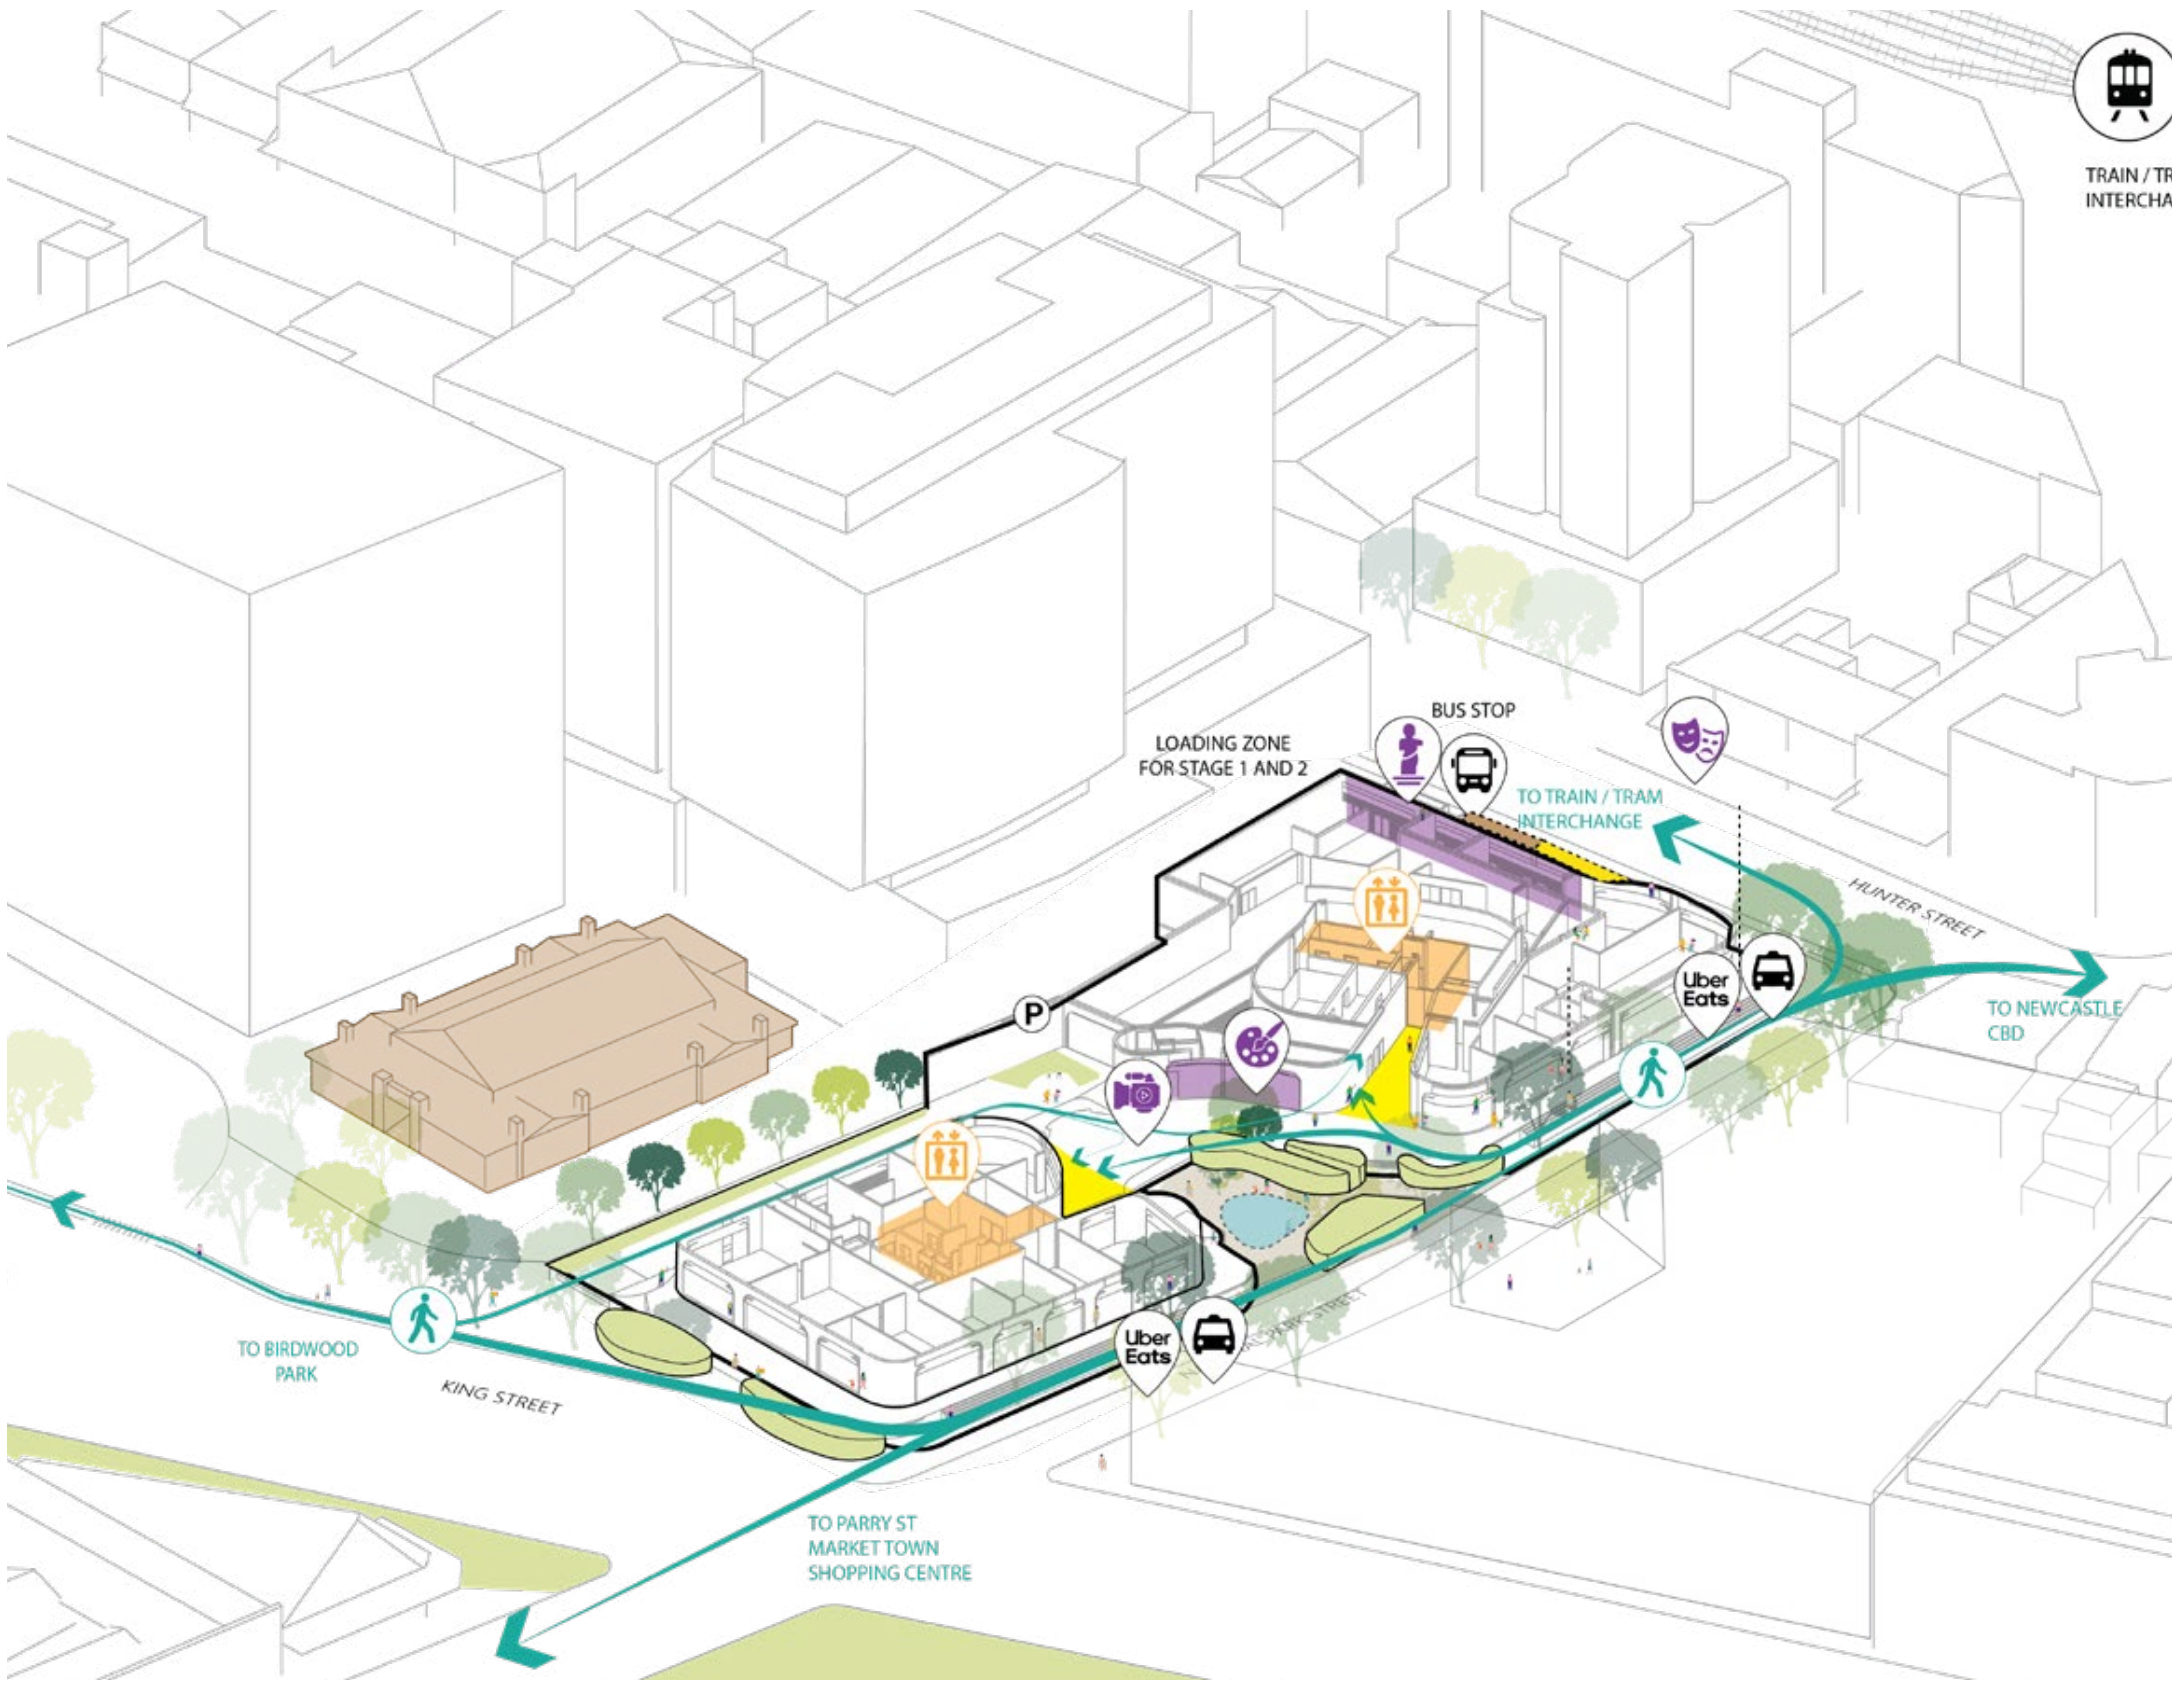 TRAIN / TR
INTERCHA
BUS STOP
LOADING ZONE
FOR STAGE 1 AND 2
TO TRAIN / TRAM
INTERCHANGE
HUNTER STREET
Uber
Eats
TO NEWCASTLE
CBD
P
Uber
Eats
STREET
TO BIRDWOOD
PARK
KING STREET
TO PARRY ST
MARKET TOWN
SHOPPING CENTRE